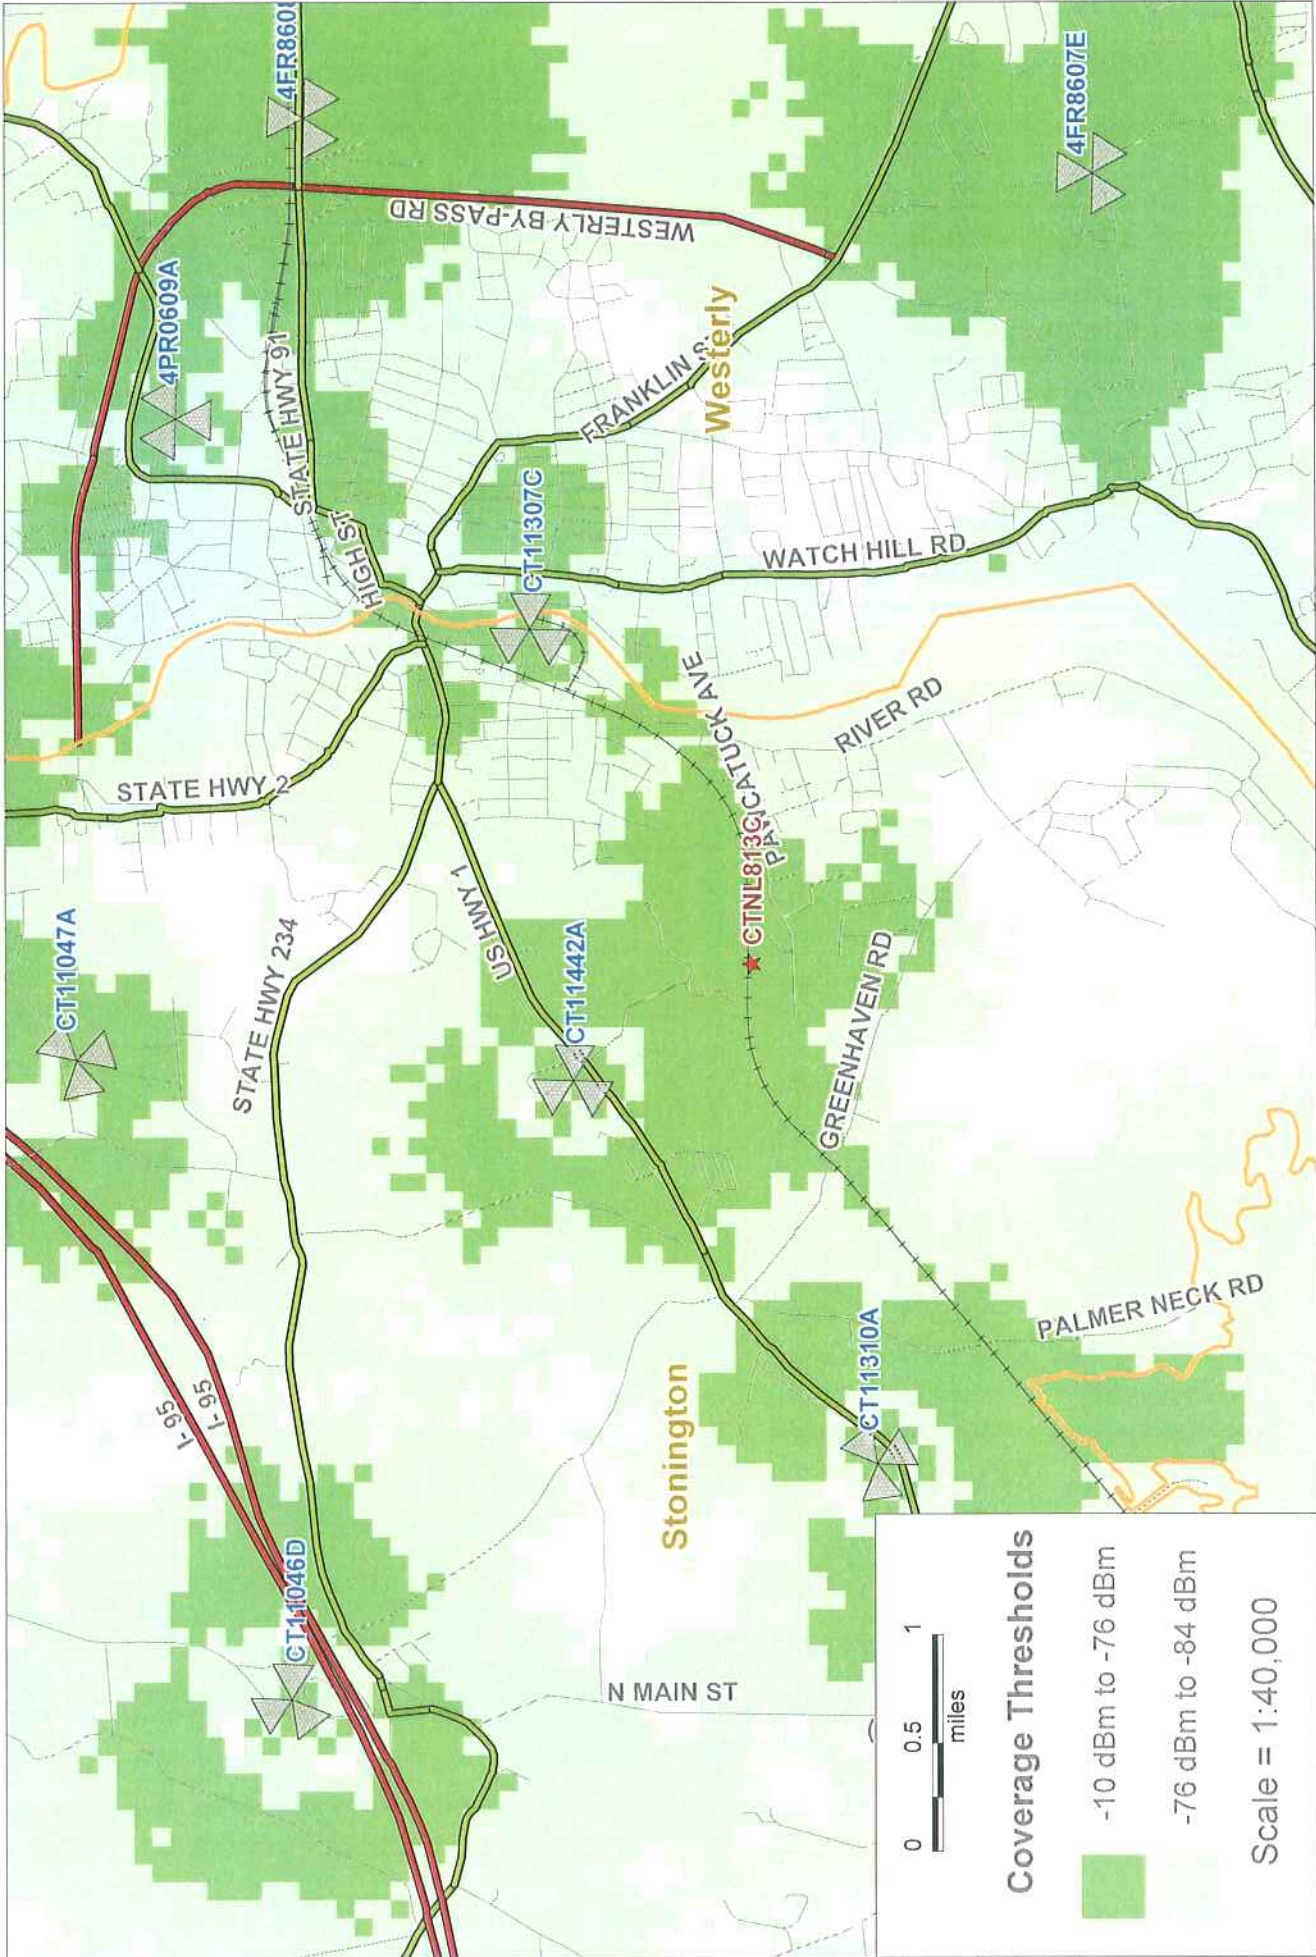 CT11047A
STATE HWY 2
4PR0609A
4FR8608
I-95
I-95
STATE HWY 234
STATE HWY 91
HIGH ST
WESTERLY BY-PASS RD
CT11046D
US HWY 1
CT11442A
CT11307C
FRANKLIN S
Westerly
Stonington
N MAIN ST
CTNL813C
PAWCATUCK AVE
WATCH HILL RD
GREENHAVEN RD
RIVER RD
CT11310A
PALMER NECK RD
4FR8607E
0 0.5 1
miles
Coverage Thresholds
-10 dBm to -76 dBm
-76 dBm to -84 dBm
Scale = 1:40,000